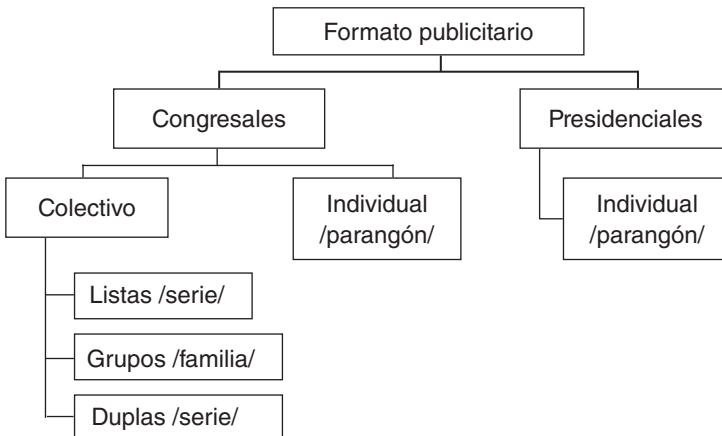 Formato publicitario
Congresales
Presidenciales
Colectivo
Individual
/parangón/
Individual
/parangón/
Listas /serie/
Grupos /familia/
Duplas /serie/